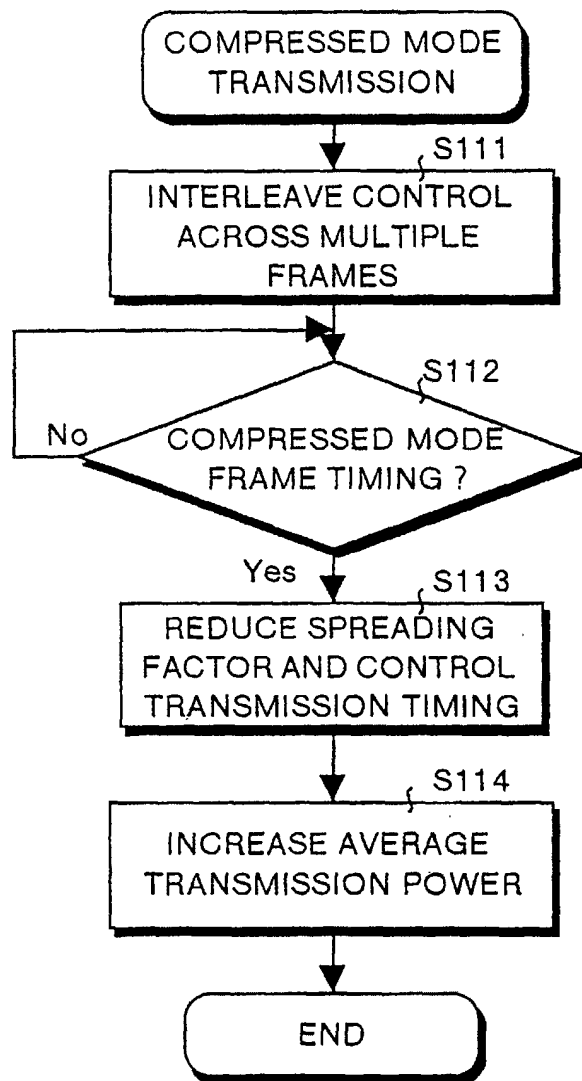 COMPRESSED MODE
TRANSMISSION
S111
INTERLEAVE CONTROL
ACROSS MULTIPLE
FRAMES
S112
No
COMPRESSED MODE
FRAME TIMING ?
Yes
S113
REDUCE SPREADING
FACTOR AND CONTROL
TRANSMISSION TIMING
S114
INCREASE AVERAGE
TRANSMISSION POWER
END